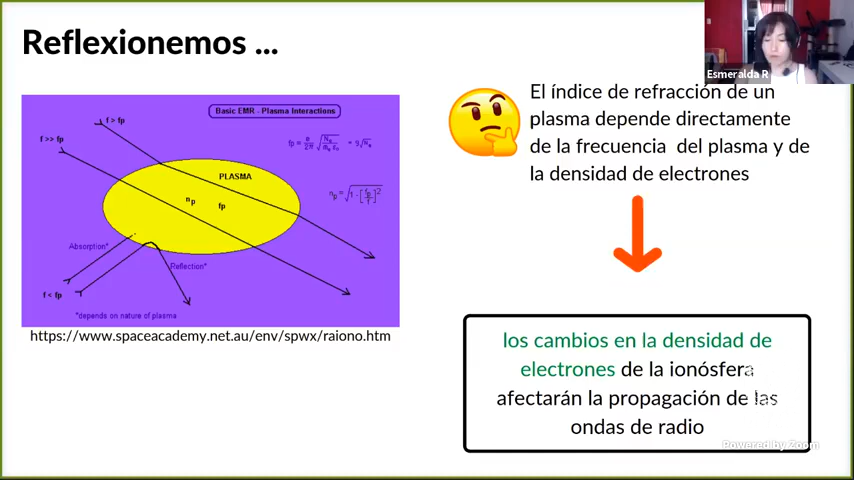 Reflexionemos ...
Esmeralda R
Basic EMR - Plasma Interactions
f > fp
f >> fp
PLASMA
np
fp
Absorption*
Reflection*
f < fp
*depends on nature of plasma
https://www.spaceacademy.net.au/env/spwx/raiono.htm
El índice de refracción de un
plasma depende directamente
de la frecuencia del plasma y de
la densidad de electrones
los cambios en la densidad de
electrones de la ionósfera
afectarán la propagación de las
ondas de radio
Powered by Zoom